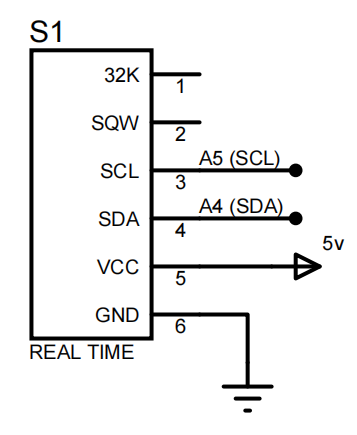 S1
32K 1
SQW 2
SCL 3 A5 (SCL)
SDA 4 A4 (SDA)
VCC 5 5v
GND 6
REAL TIME